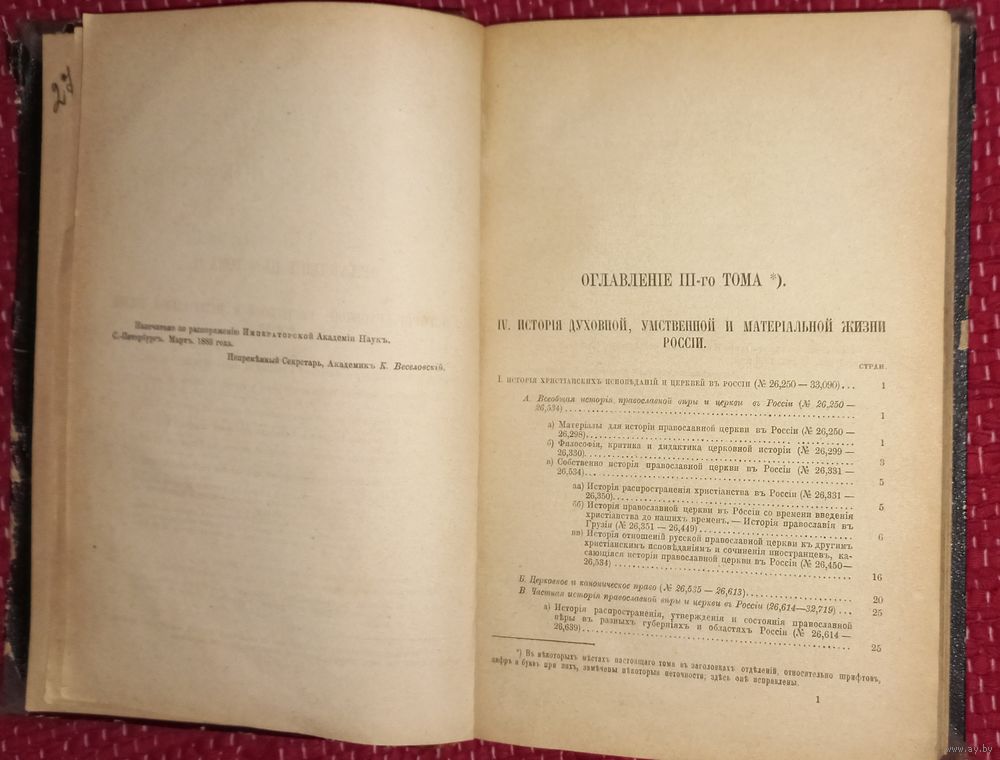 27
Напечатано по распоряженію Императорской Академіи Наукъ.
С.-Петербургъ. Мартъ. 1883 года.
Непремѣнный Секретарь, Академикъ К. Веселовскій.
ОГЛАВЛЕНІЕ III-го ТОМА *).
IV. ИСТОРІЯ ДУХОВНОЙ, УМСТВЕННОЙ И МАТЕРІАЛЬНОЙ ЖИЗНИ
РОССІИ.
СТРАН.
I. ИСТОРІЯ ХРИСТІАНСКИХЪ ИСПОВѢДАНІЙ И ЦЕРКВЕЙ ВЪ РОССІИ (№ 26,250 — 33,090)... 1
А. Всеобщая исторія православной вѣры и церкви въ Россіи (№ 26,250 —
26,534) 1
а) Матеріалы для исторіи православной церкви въ Россіи (№ 26,250 —
26,298) 1
б) Философія, критика и дидактика церковной исторіи (№ 26,299 —
26,330) 3
в) Собственно исторія православной церкви въ Россіи (№ 26,331 —
26,534) 5
аа) Исторія распространенія христіанства въ Россіи (№ 26,331 —
26,350) 5
бб) Исторія православной церкви въ Россіи со времени введенія
христіанства до нашихъ временъ. — Исторія православія въ
Грузіи (№ 26,351 — 26,449) 6
вв) Исторія отношеній русской православной церкви къ другимъ
христіанскимъ исповѣданіямъ и сочиненія иностранцевъ, ка-
сающіяся исторіи православной церкви въ Россіи (№ 26,450—
26,534) 16
Б. Церковное и каноническое право (№ 26,535 — 26,613) 20
В. Частная исторія православной вѣры и церкви въ Россіи (26,614—32,719) ... 25
а) Исторія распространенія, утвержденія и состоянія православной
вѣры въ разныхъ губерніяхъ и областяхъ Россіи (№ 26,614 —
26,639) 25
*) Въ нѣкоторыхъ мѣстахъ настоящаго тома въ заголовкахъ отдѣленій, относительно шрифтовъ,
цифръ и буквъ при нихъ, замѣчены нѣкоторыя неточности; здѣсь онѣ исправлены.
1
www.ay.by